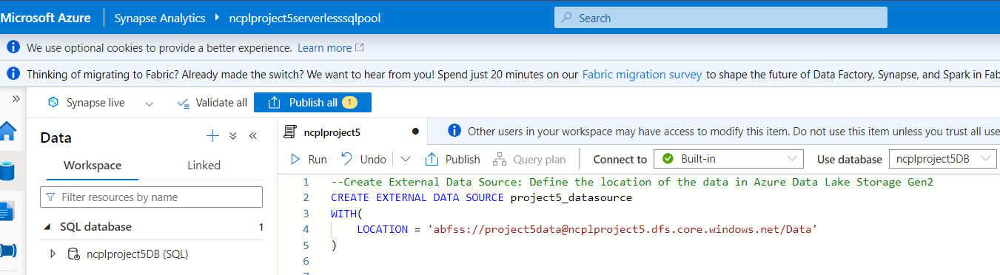 Microsoft Azure Synapse Analytics ncplproject5serverlesssqlpool Search
We use optional cookies to provide a better experience. Learn more
Thinking of migrating to Fabric? Already made the switch? We want to hear from you! Spend just 20 minutes on our Fabric migration survey to shape the future of Data Factory, Synapse, and Spark in Fab
» Synapse live Validate all Publish all 1
Data
Workspace Linked
Filter resources by name
SQL database 1
ncplproject5DB (SQL)
ncplproject5 Other users in your workspace may have access to modify this item. Do not use this item unless you trust all use
Run Undo Publish Query plan Connect to Built-in Use database ncplproject5DB
1 --Create External Data Source: Define the location of the data in Azure Data Lake Storage Gen2
2 CREATE EXTERNAL DATA SOURCE project5_datasource
3 WITH(
4 LOCATION = 'abfss://project5data@ncplproject5.dfs.core.windows.net/Data'
5 )
6